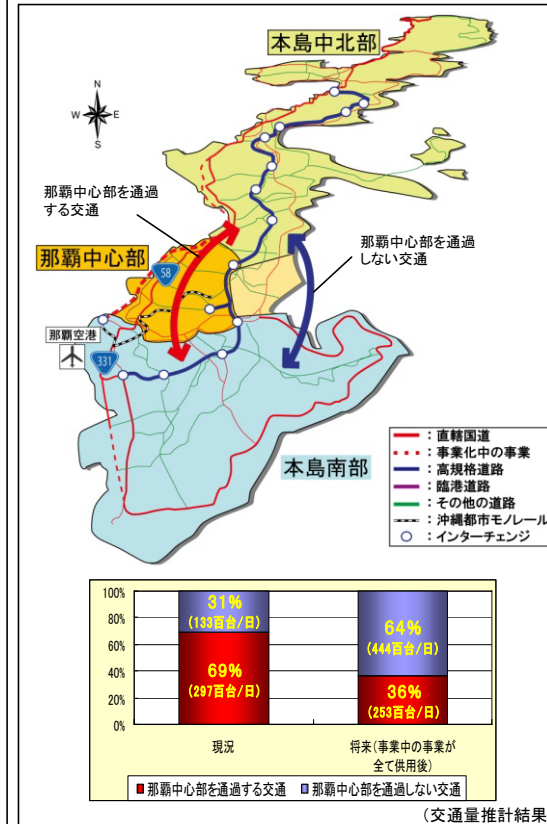 本島中北部
N
W
E
S
那覇中心部を通過
する交通
那覇中心部を通過
しない交通
那覇中心部
58
那覇空港
331
本島南部
：直轄国道
：事業化中の事業
：高規格道路
：臨港道路
：その他の道路
：沖縄都市モノレール
：インターチェンジ
100%
80%
60%
40%
20%
0%
31%
(133百台/日)
69%
(297百台/日)
64%
(444百台/日)
36%
(253百台/日)
現況
将来(事業中の事業が
全て供用後)
那覇中心部を通過する交通
那覇中心部を通過しない交通
(交通量推計結果